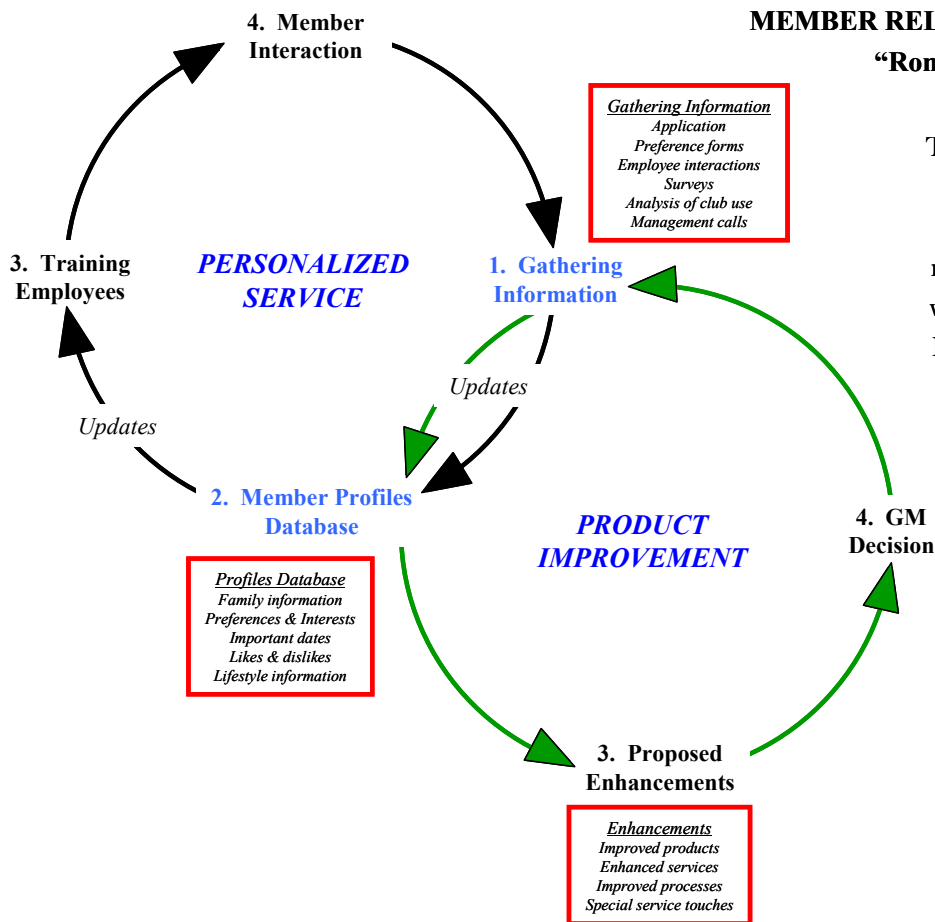 4. Member
Interaction
MEMBER REL
“Ron
Gathering Information
Application
Preference forms
Employee interactions
Surveys
Analysis of club use
Management calls
T
3. Training
Employees
PERSONALIZED
SERVICE
1. Gathering
Information
Updates
Updates
2. Member Profiles
Database
PRODUCT
IMPROVEMENT
4. GM
Decision
Profiles Database
Family information
Preferences & Interests
Important dates
Likes & dislikes
Lifestyle information
3. Proposed
Enhancements
Enhancements
Improved products
Enhanced services
Improved processes
Special service touches